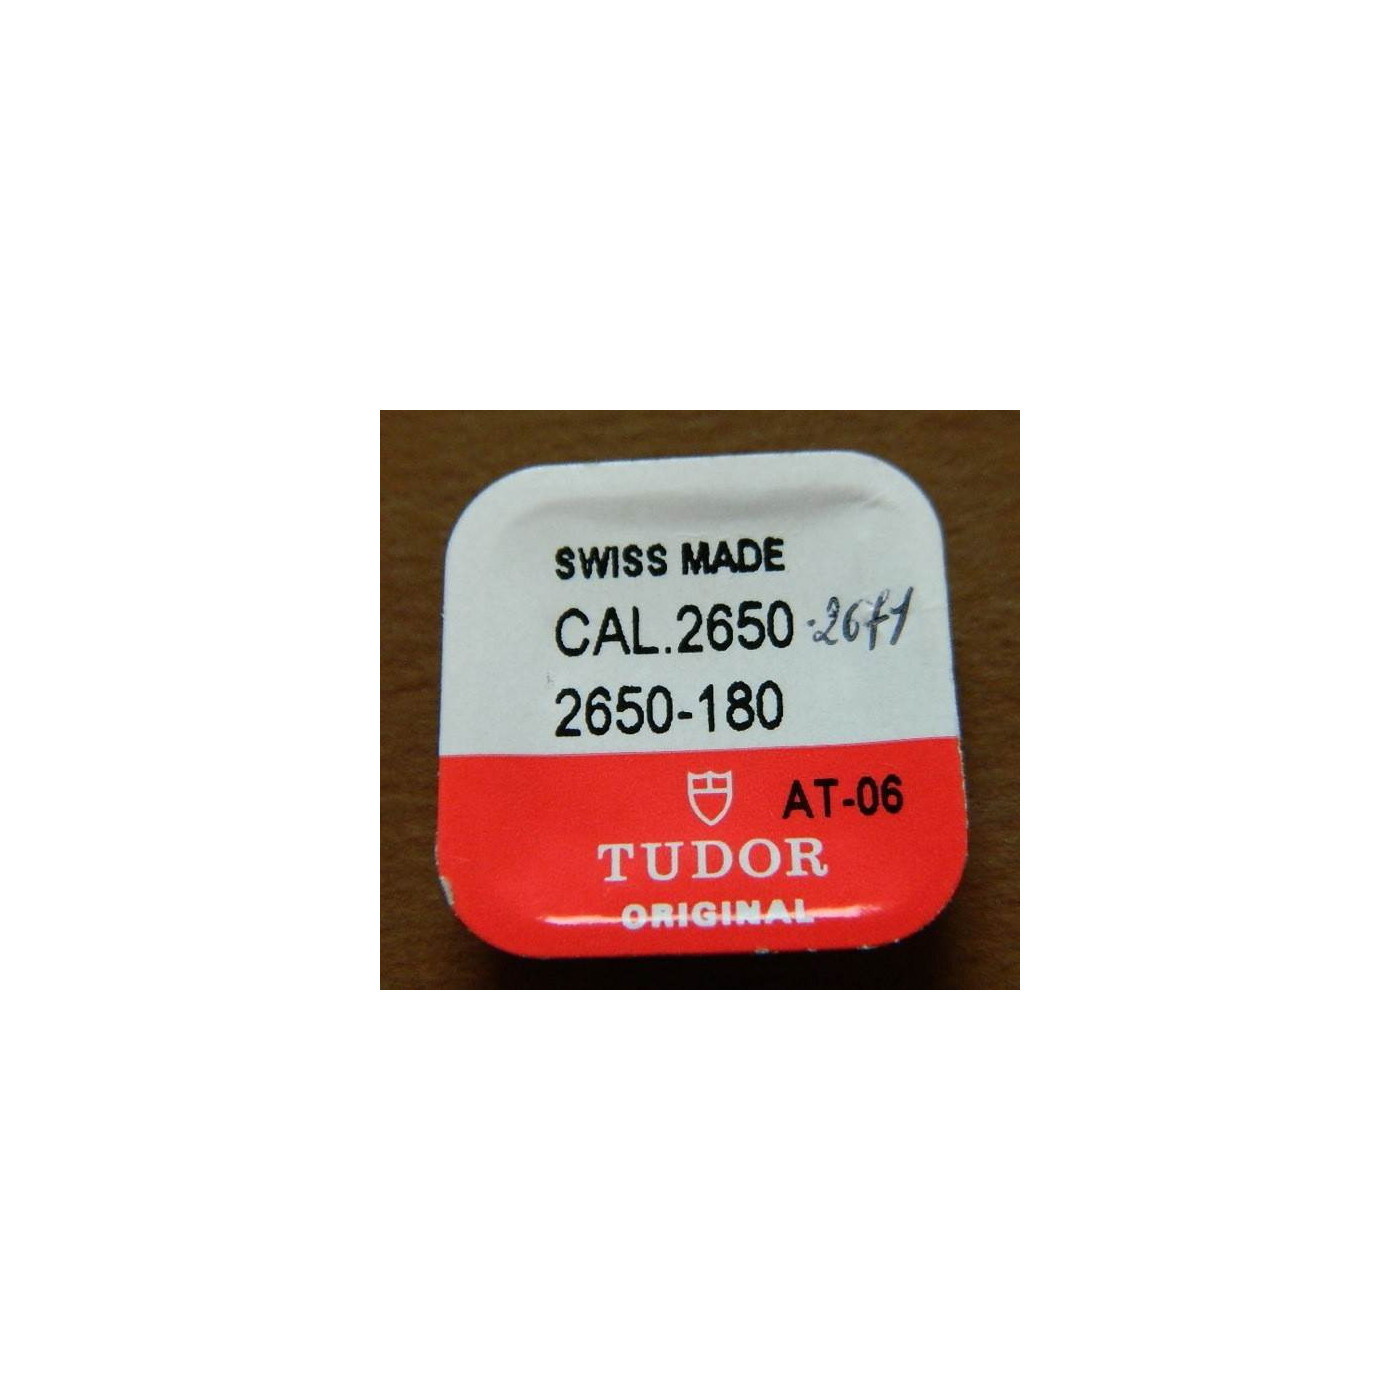 SWISS MADE
CAL.2650 ·2671
2650-180
AT-06
TUDOR
ORIGINAL